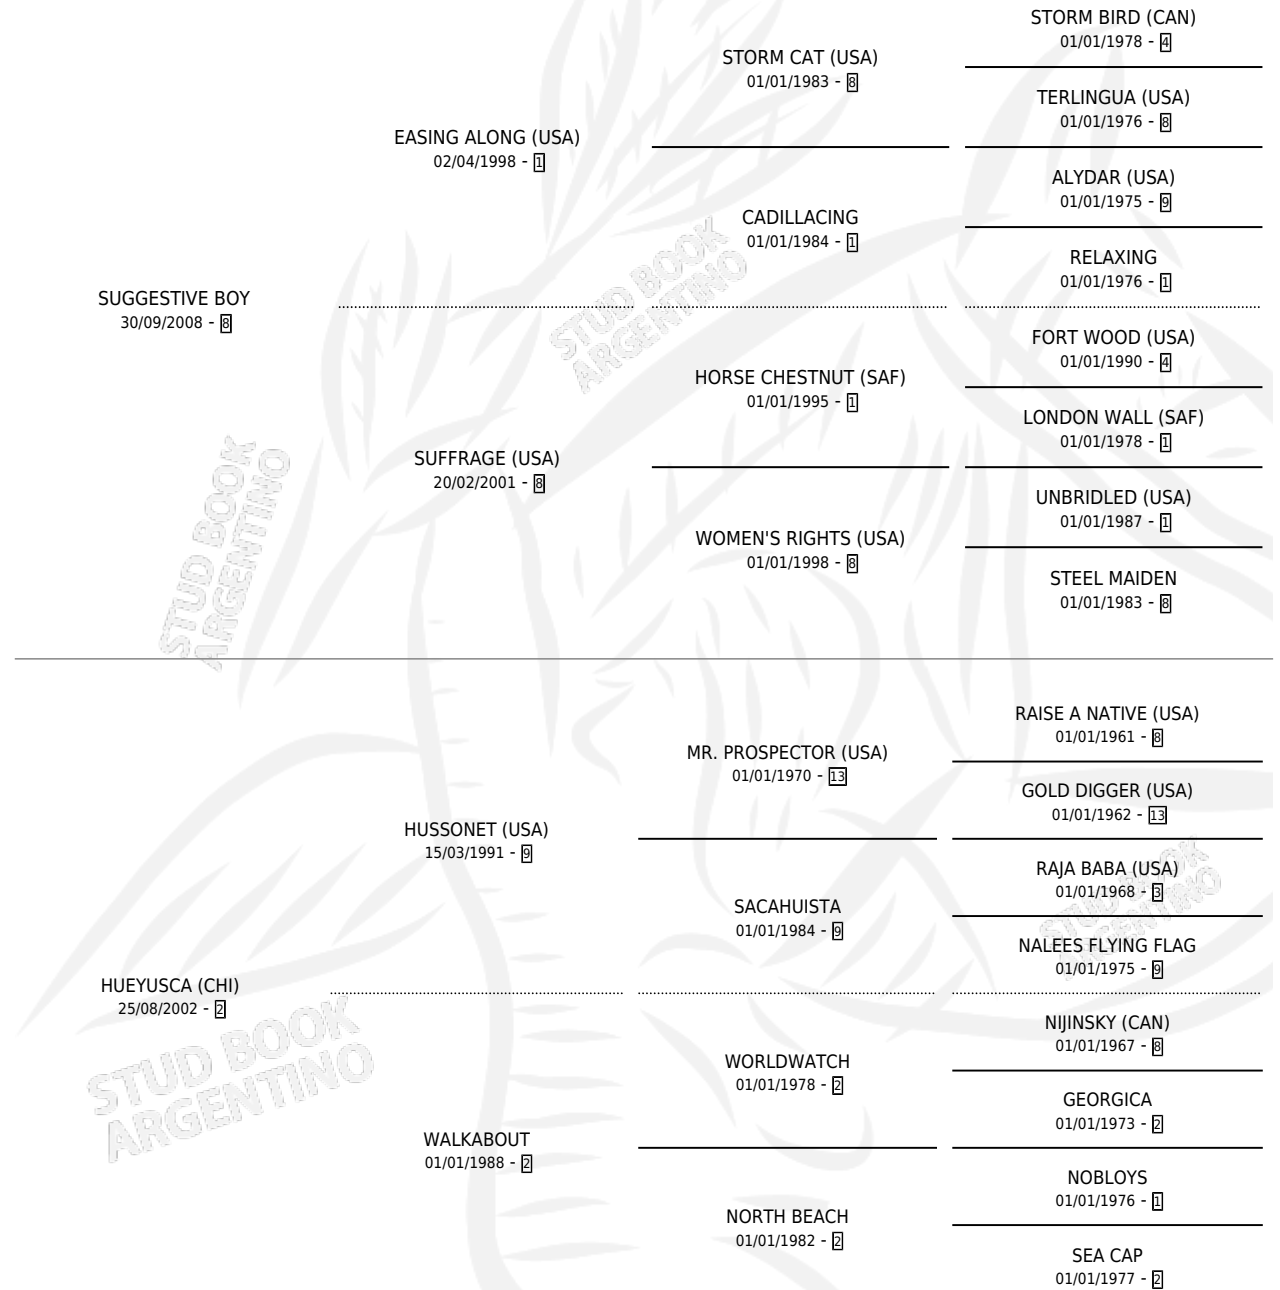 STORM BIRD (CAN)
01/01/1978 - 4
STORM CAT (USA)
01/01/1983 - 8
TERLINGUA (USA)
01/01/1976 - 8
EASING ALONG (USA)
02/04/1998 - 1
ALYDAR (USA)
01/01/1975 - 9
CADILLACING
01/01/1984 - 1
RELAXING
01/01/1976 - 1
SUGGESTIVE BOY
30/09/2008 - 8
FORT WOOD (USA)
01/01/1990 - 4
HORSE CHESTNUT (SAF)
01/01/1995 - 1
LONDON WALL (SAF)
01/01/1978 - 1
SUFFRAGE (USA)
20/02/2001 - 8
UNBRIDLED (USA)
01/01/1987 - 1
WOMEN'S RIGHTS (USA)
01/01/1998 - 8
STEEL MAIDEN
01/01/1983 - 8
STUD BOOK
ARGENTINO
STUD BOOK
ARGENTINO
RAISE A NATIVE (USA)
01/01/1961 - 8
MR. PROSPECTOR (USA)
01/01/1970 - 13
GOLD DIGGER (USA)
01/01/1962 - 13
HUSSONET (USA)
15/03/1991 - 9
RAJA BABA (USA)
01/01/1968 - 3
SACAHUISTA
01/01/1984 - 9
NALEES FLYING FLAG
01/01/1975 - 9
STUD BOOK
ARGENTINO
HUEYUSCA (CHI)
25/08/2002 - 2
NIJINSKY (CAN)
01/01/1967 - 8
WORLDWATCH
01/01/1978 - 2
GEORGICA
01/01/1973 - 2
WALKABOUT
01/01/1988 - 2
NOBLOYS
01/01/1976 - 1
NORTH BEACH
01/01/1982 - 2
SEA CAP
01/01/1977 - 2
STUD BOOK
ARGENTINO